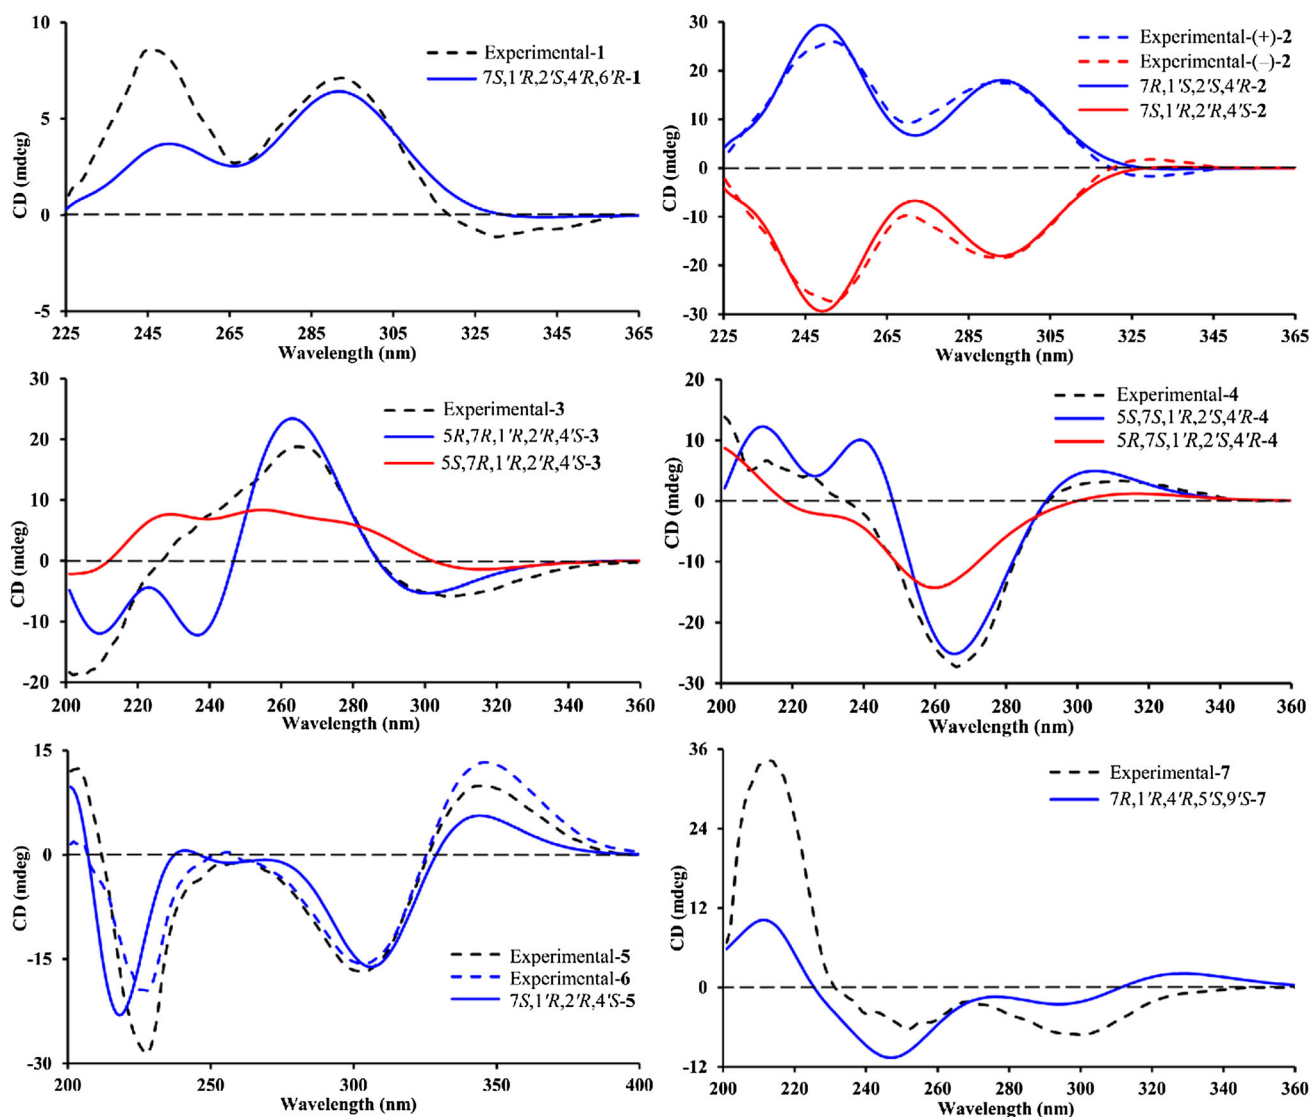 10
5
0
-5
CD (mdeg)
Experimental-1
7S,1′R,2′S,4′R,6′R-1
225 245 265 285 305 325 345 365
Wavelength (nm)
30
20
10
0
-10
-20
-30
CD (mdeg)
Experimental-(+)-2
Experimental-(–)-2
7R,1′S,2′S,4′R-2
7S,1′R,2′R,4′S-2
225 245 265 285 305 325 345 365
Wavelength (nm)
30
20
10
0
-10
-20
CD (mdeg)
Experimental-3
5R,7R,1′R,2′R,4′S-3
5S,7R,1′R,2′R,4′S-3
200 220 240 260 280 300 320 340 360
Wavelength (nm)
20
10
0
-10
-20
-30
CD (mdeg)
Experimental-4
5S,7S,1′R,2′S,4′R-4
5R,7S,1′R,2′S,4′R-4
200 220 240 260 280 300 320 340 360
Wavelength (nm)
15
0
-15
-30
CD (mdeg)
Experimental-5
Experimental-6
7S,1′R,2′R,4′S-5
200 250 300 350 400
Wavelength (nm)
36
24
12
0
-12
CD (mdeg)
Experimental-7
7R,1′R,4′R,5′S,9′S-7
200 220 240 260 280 300 320 340 360
Wavelength (nm)